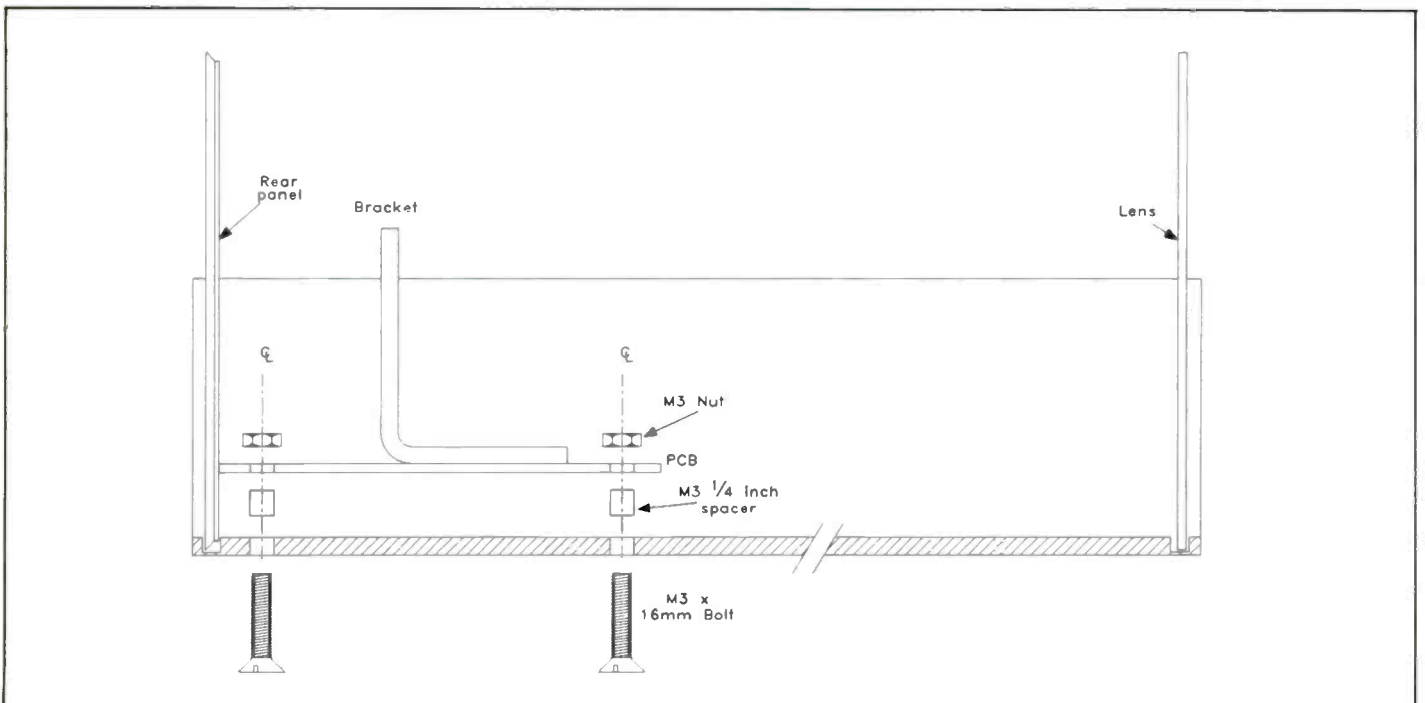 Rear
panel
Bracket
Lens
℄
℄
M3 Nut
PCB
M3 1/4 Inch
spacer
M3 x
16mm Bolt